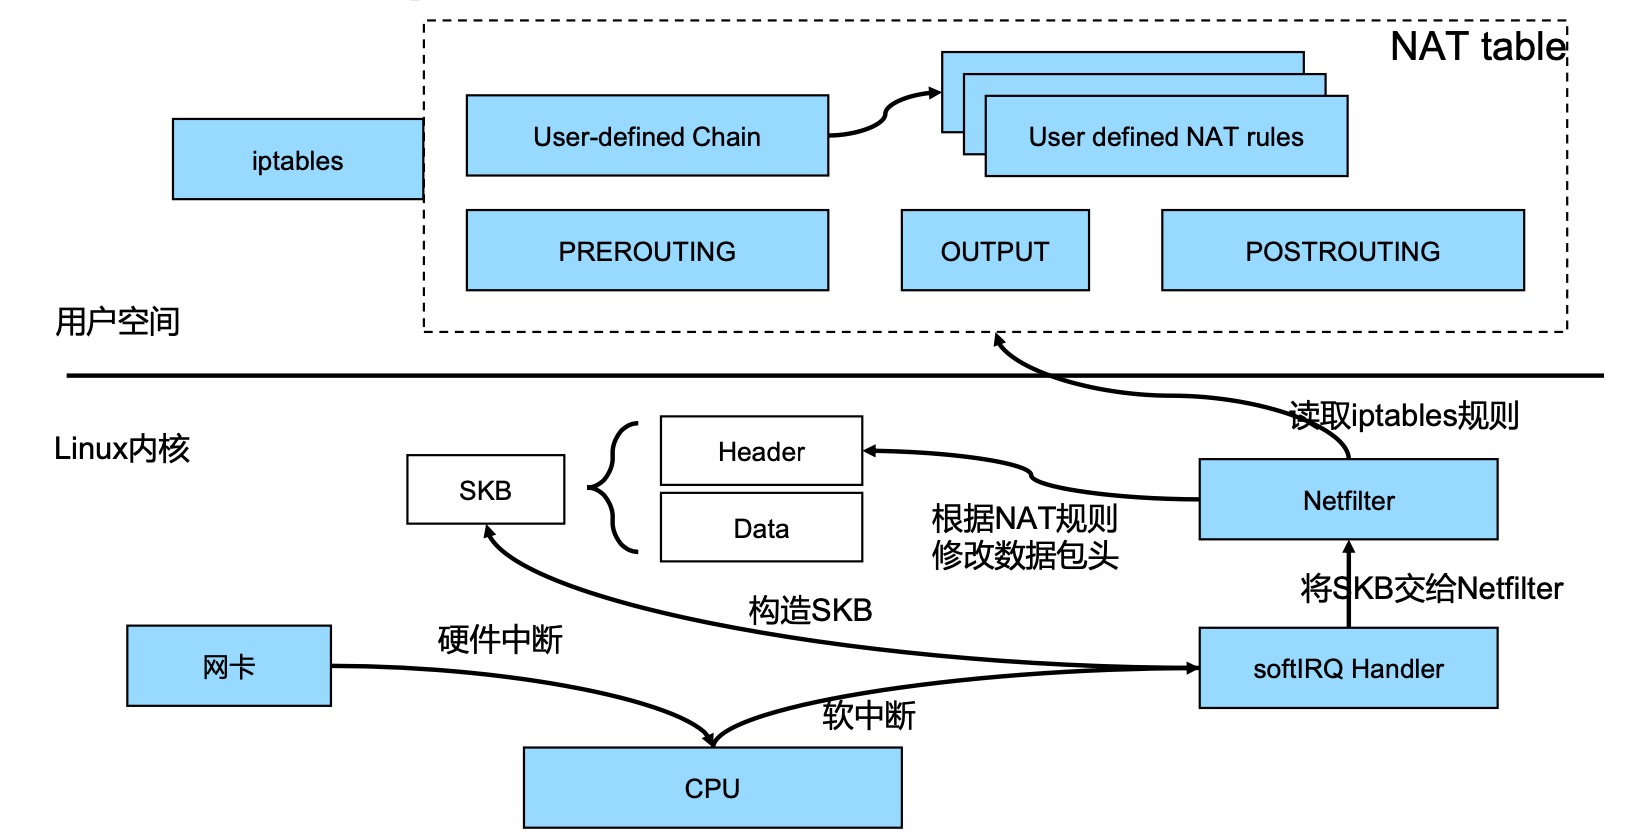 NAT table
User-defined Chain
User defined NAT rules
iptables
PREROUTING
OUTPUT
POSTROUTING
用户空间
读取iptables规则
Linux内核
Header
SKB
Netfilter
Data
根据NAT规则
修改数据包头
将SKB交给Netfilter
构造SKB
硬件中断
网卡
softIRQ Handler
软中断
CPU